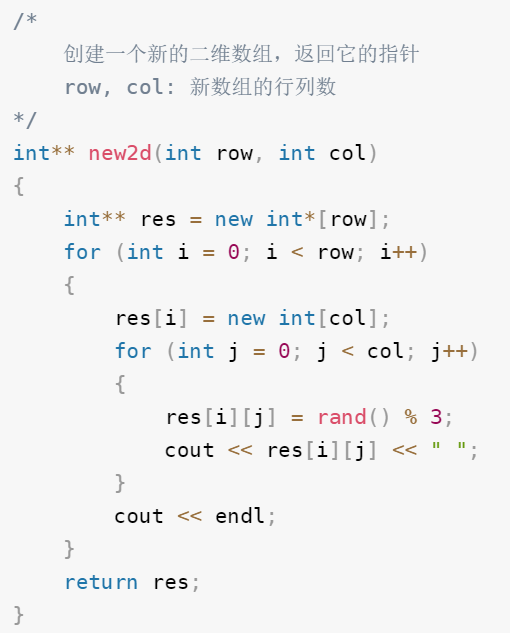 /*
    创建一个新的二维数组，返回它的指针
    row, col: 新数组的行列数
*/
int** new2d(int row, int col)
{
    int** res = new int*[row];
    for (int i = 0; i < row; i++)
    {
        res[i] = new int[col];
        for (int j = 0; j < col; j++)
        {
            res[i][j] = rand() % 3;
            cout << res[i][j] << " ";
        }
        cout << endl;
    }
    return res;
}